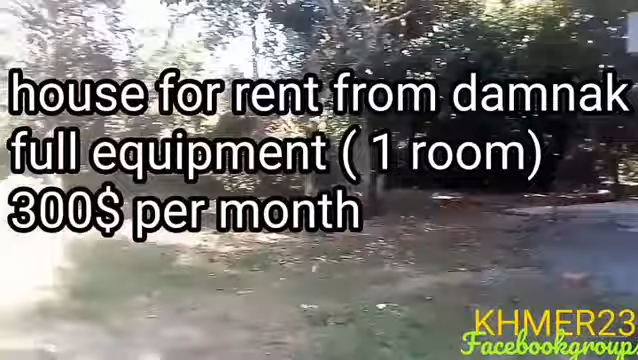 house for rent from damnak
full equipment ( 1 room)
300$ per month
KHMER23
Facebookgroup